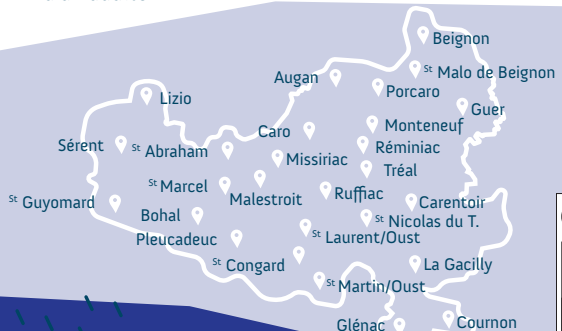 Beignon
St Malo de Beignon
Augan
Porcaro
Lizio
Guer
Caro
Monteneuf
Sérent
St Abraham
Réminiac
Missiriac
Tréal
St Marcel
Ruffiac
St Guyomard
Malestroit
Carentoir
Bohal
St Nicolas du T.
Pleucadeuc
St Laurent/Oust
St Congard
La Gacilly
St Martin/Oust
Glénac
Cournon